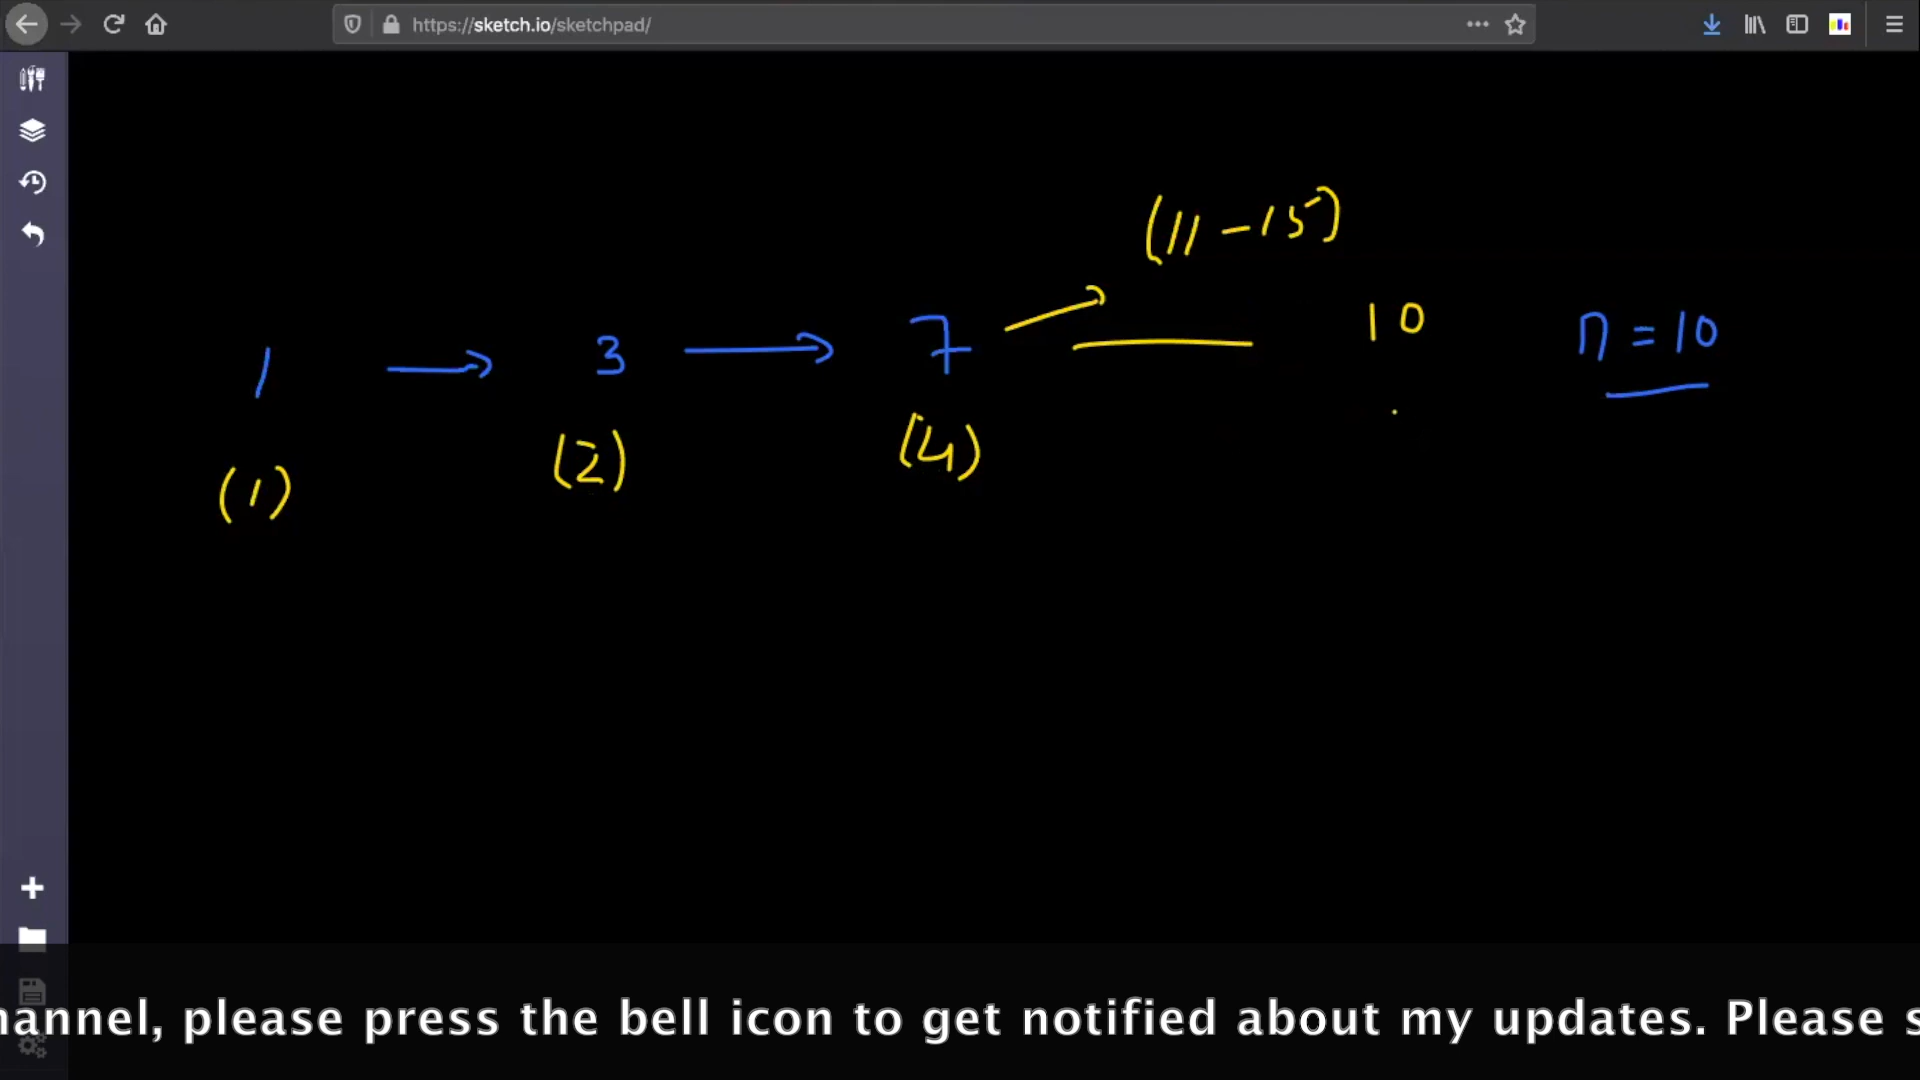 https://sketch.io/sketchpad/
(11-15)
1 → 3 → 7 → 10 n = 10
(1) (2) (4)
hannel, please press the bell icon to get notified about my updates. Please s